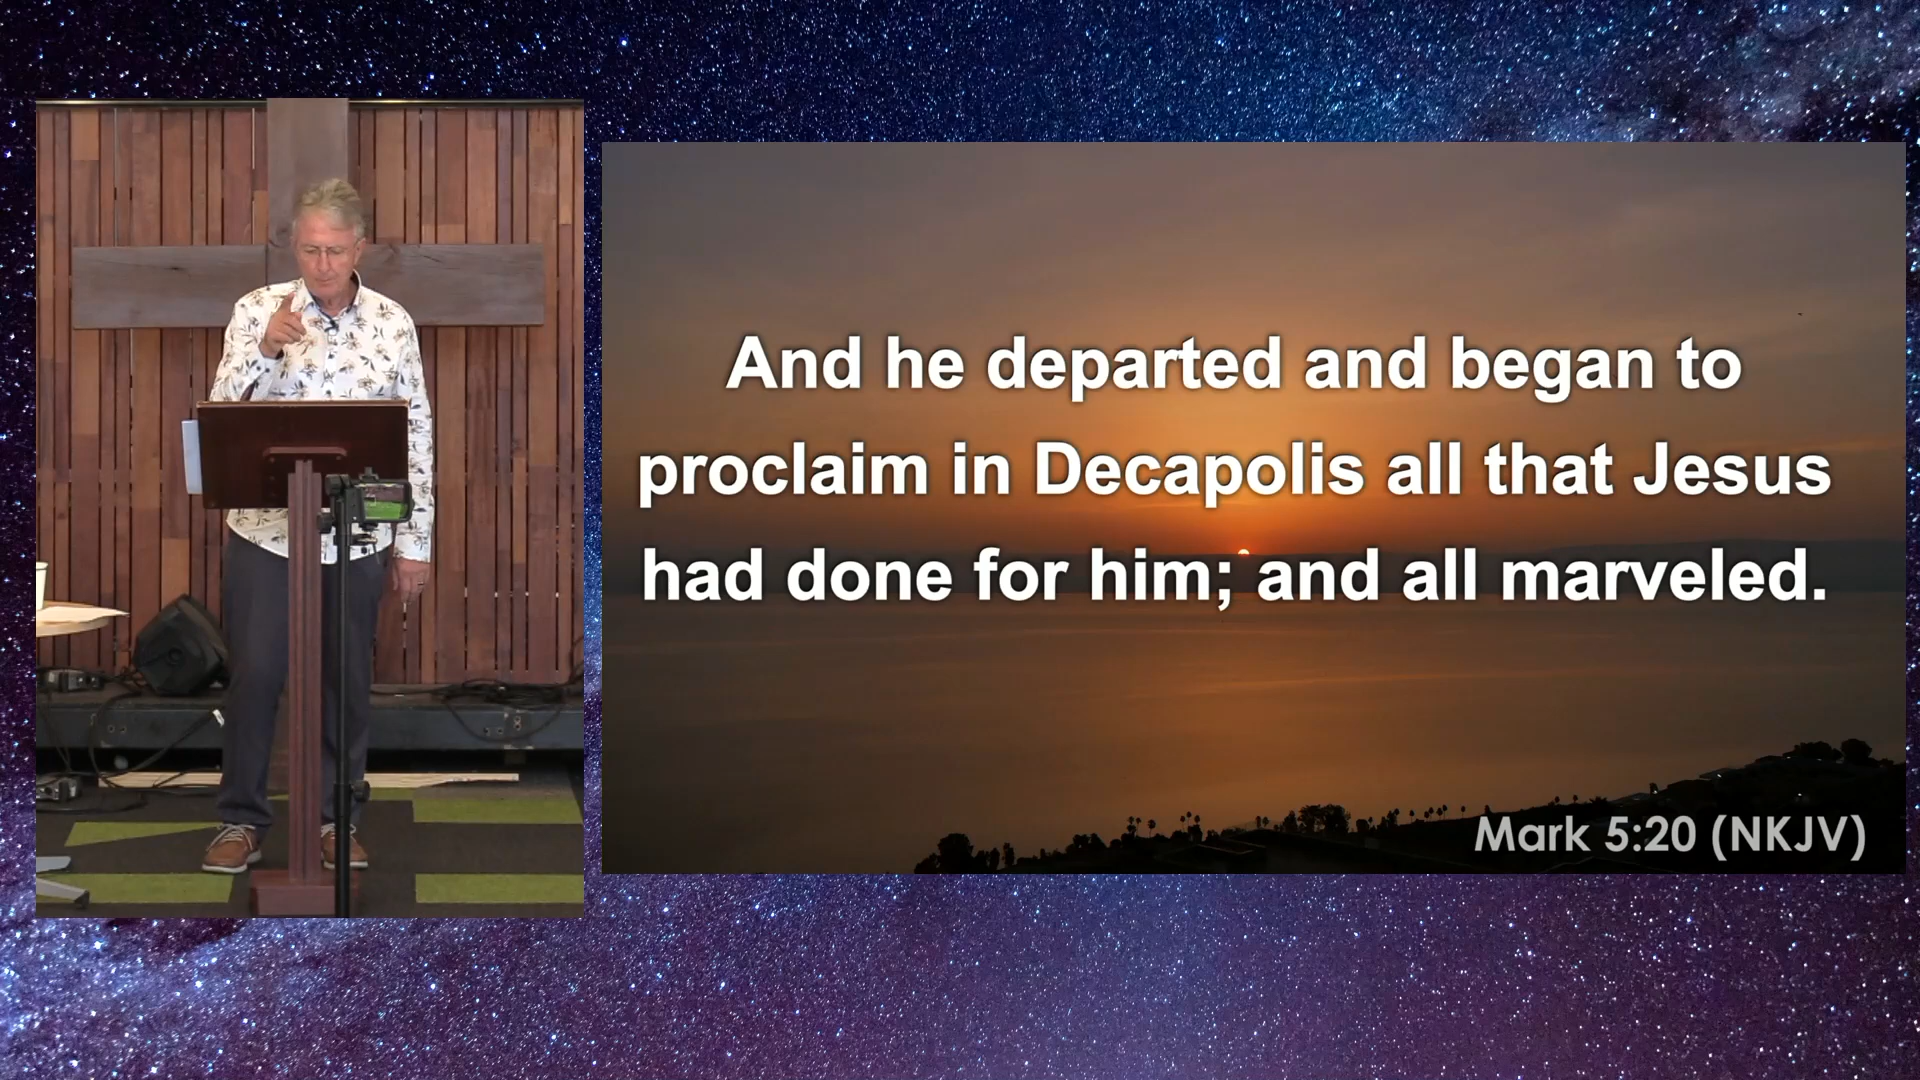 And he departed and began to
proclaim in Decapolis all that Jesus
had done for him; and all marveled.
Mark 5:20 (NKJV)